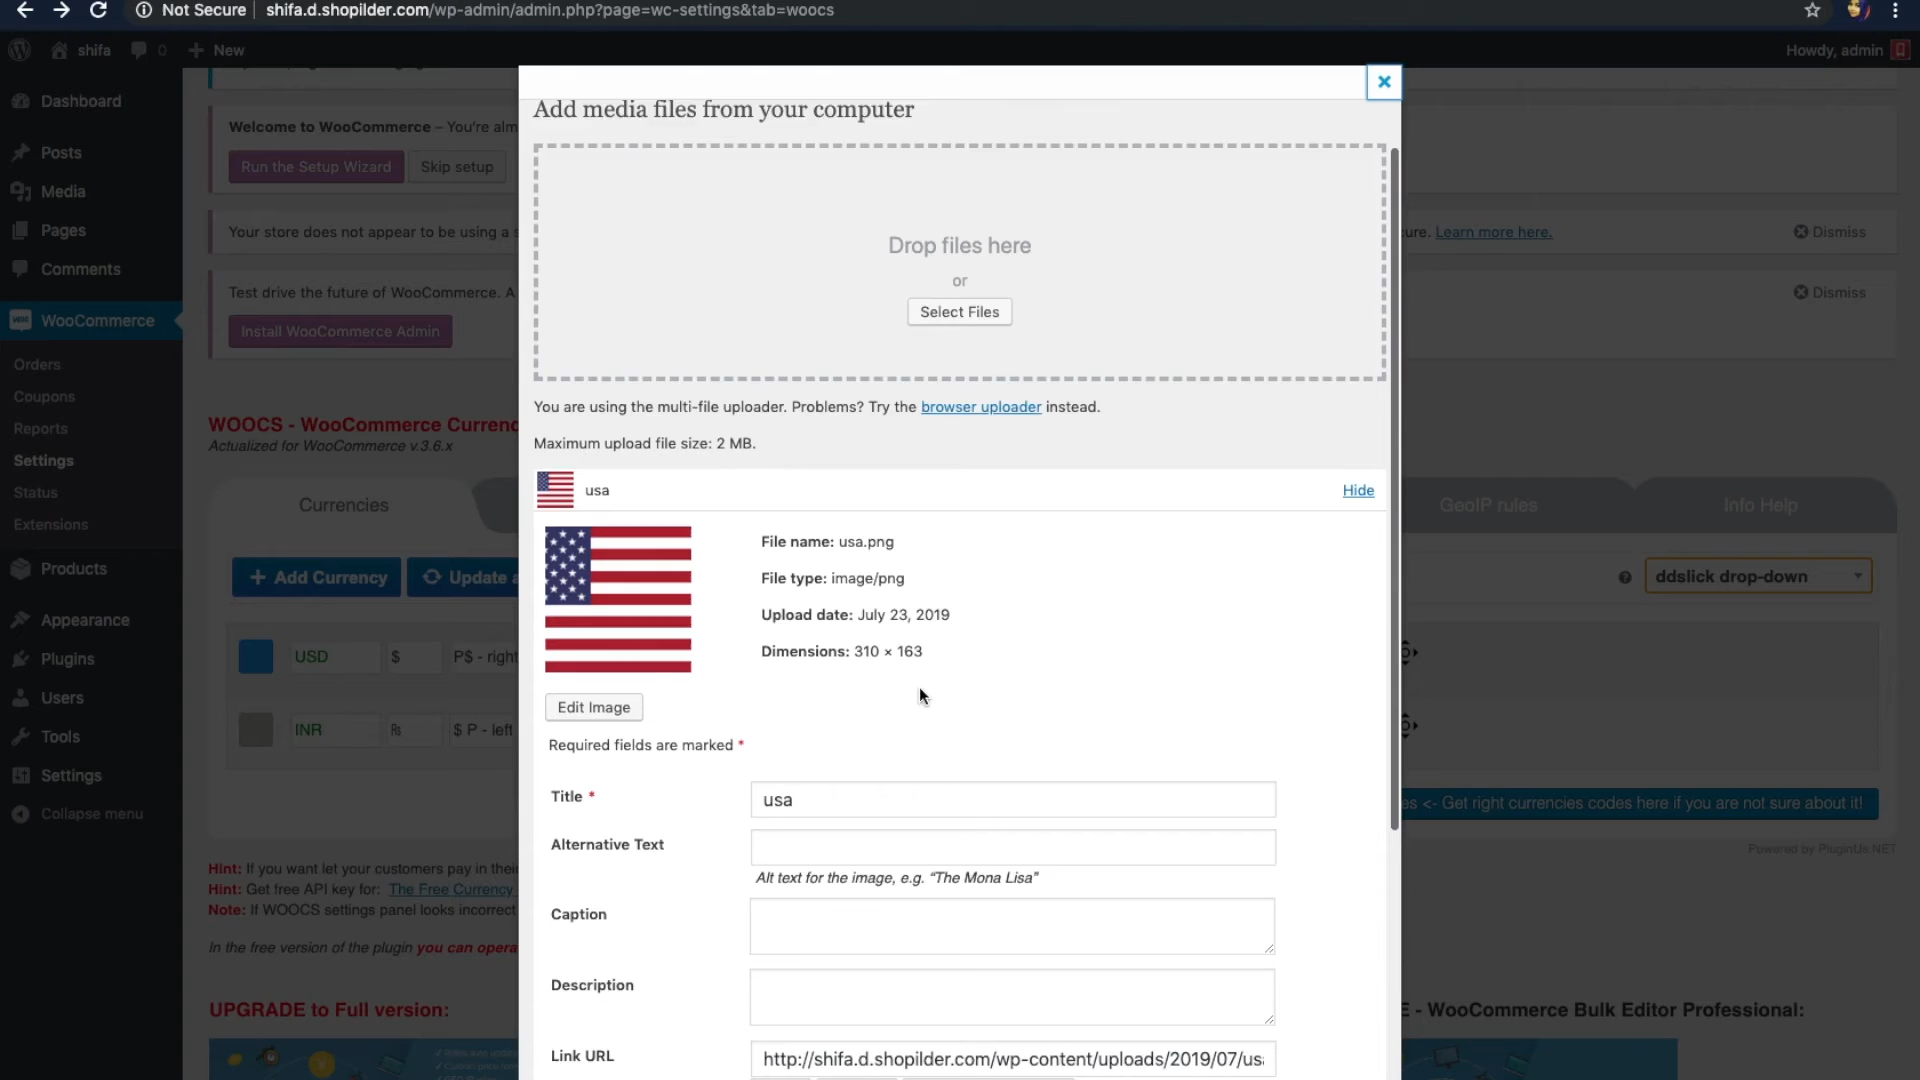 Not Secure shifa.d.shopilder.com/wp-admin/admin.php?page=wc-settings&tab=woocs
shifa 0 New Howdy, admin
Dashboard
Posts
Media
Pages
Comments
WooCommerce
Orders
Coupons
Reports
Settings
Status
Extensions
Products
Appearance
Plugins
Users
Tools
Settings
Collapse menu
Welcome to WooCommerce – You're alm
Run the Setup Wizard Skip setup
Your store does not appear to be using a s
Learn more here. Dismiss
Test drive the future of WooCommerce. A
Dismiss
Install WooCommerce Admin
WOOCS - WooCommerce Currenc
Actualized for WooCommerce v.3.6.x
Currencies GeoIP rules Info Help
+ Add Currency Update a ddslick drop-down
USD $ P$ - right
INR ₨ $ P - left
es <- Get right currencies codes here if you are not sure about it!
Powered by PluginUs.NET
Hint: If you want let your customers pay in thei
Hint: Get free API key for: The Free Currency
Note: If WOOCS settings panel looks incorrect
In the free version of the plugin you can opera
UPGRADE to Full version:
E - WooCommerce Bulk Editor Professional:
Add media files from your computer
Drop files here
or
Select Files
You are using the multi-file uploader. Problems? Try the browser uploader instead.
Maximum upload file size: 2 MB.
usa Hide
File name: usa.png
File type: image/png
Upload date: July 23, 2019
Dimensions: 310 × 163
Edit Image
Required fields are marked *
Title * usa
Alternative Text
Alt text for the image, e.g. “The Mona Lisa”
Caption
Description
Link URL http://shifa.d.shopilder.com/wp-content/uploads/2019/07/usa